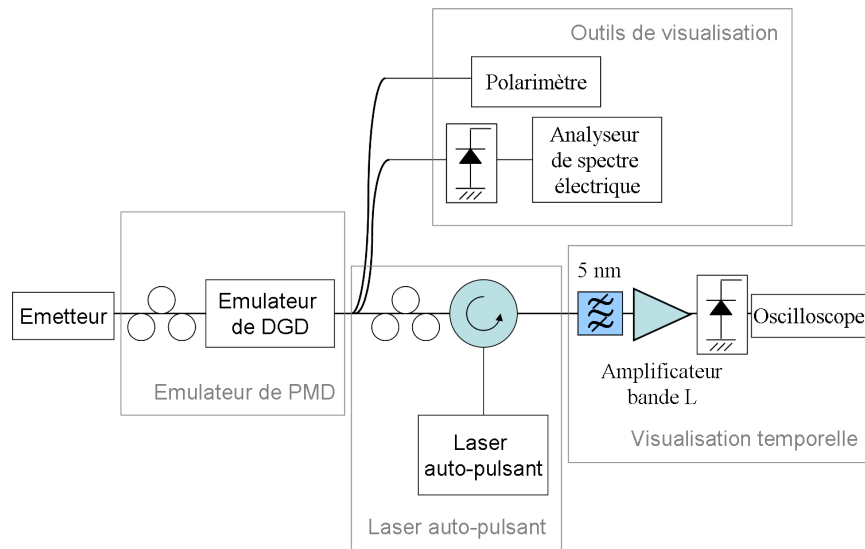 Outils de visualisation
Polarimètre
Analyseur
de spectre
électrique
Emetteur
Emulateur
de DGD
Emulateur de PMD
Laser
auto-pulsant
Laser auto-pulsant
5 nm
Amplificateur
bande L
Oscilloscope
Visualisation temporelle